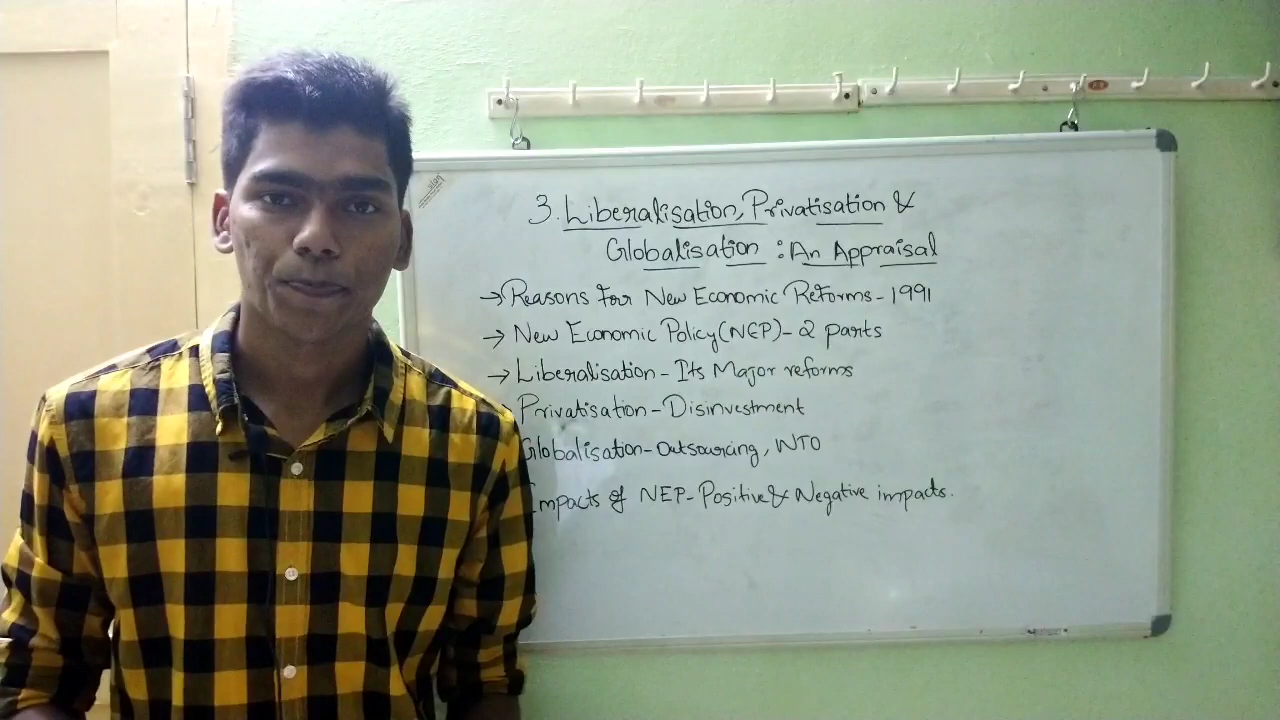 3. Liberalisation, Privatisation &
Globalisation : An Appraisal
→ Reasons for New Economic Reforms - 1991
→ New Economic Policy (NEP) - 2 parts
→ Liberalisation - Its Major reforms
Privatisation - Disinvestment
Globalisation - Outsourcing, WTO
Impacts of NEP - Positive & Negative impacts.